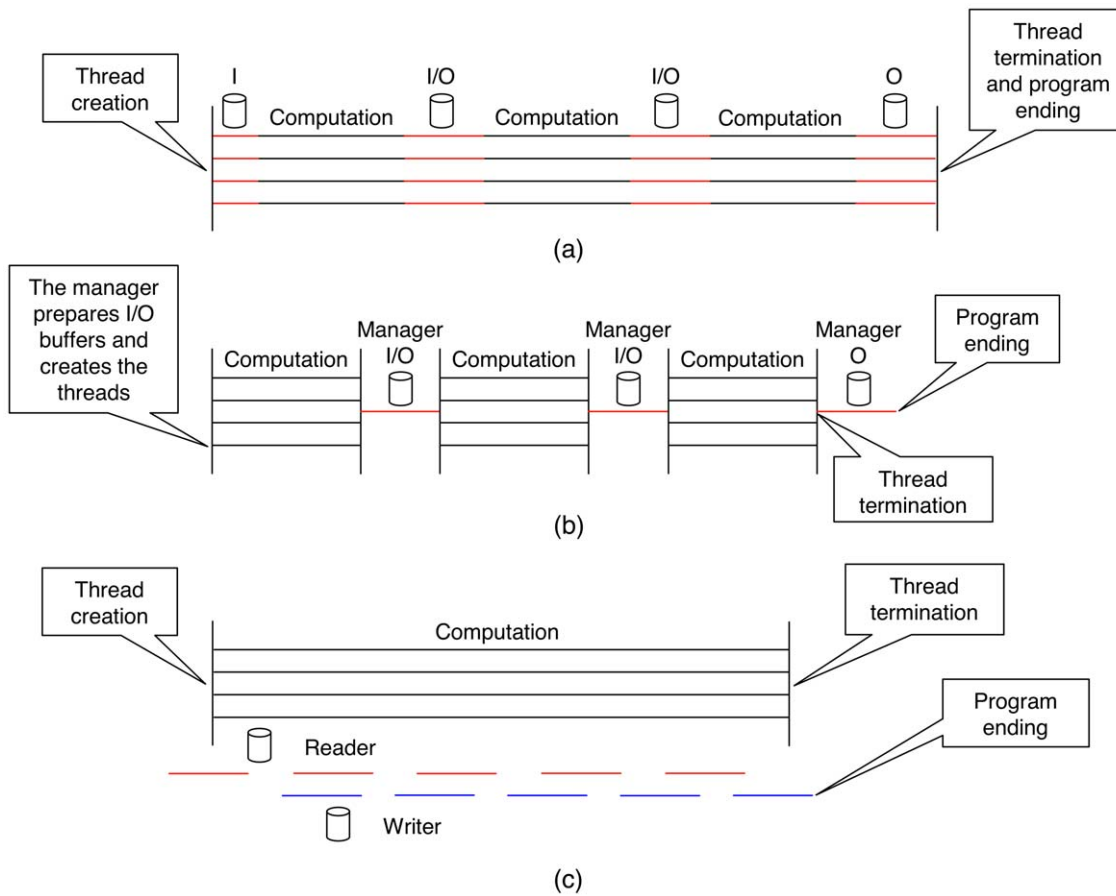 Thread
creation
I
I/O
I/O
O
Thread
termination
and program
ending
Computation
Computation
Computation
(a)
The manager
prepares I/O
buffers and
creates the
threads
Manager
I/O
Manager
I/O
Manager
O
Computation
Computation
Computation
Program
ending
Thread
termination
(b)
Thread
creation
Computation
Thread
termination
Program
ending
Reader
Writer
(c)